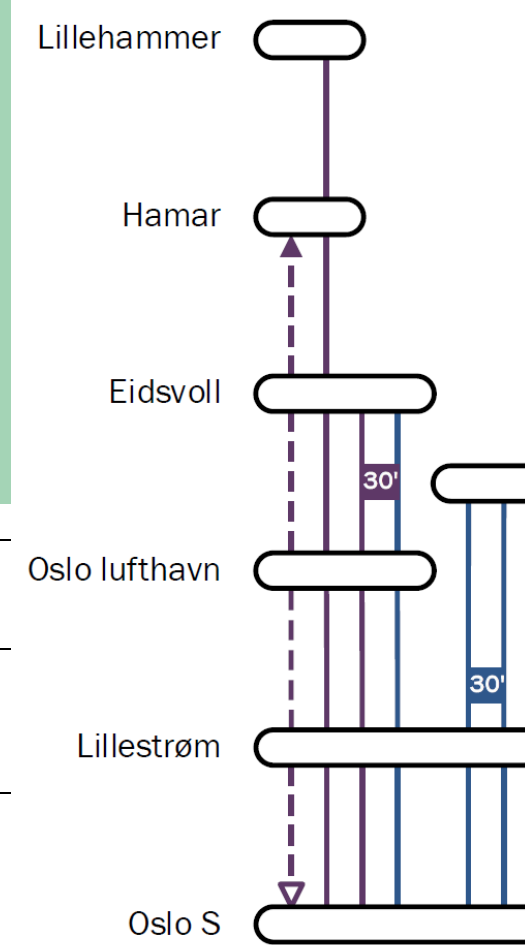 Lillehammer
Hamar
Eidsvoll
30'
Oslo lufthavn
30'
Lillestrøm
Oslo S